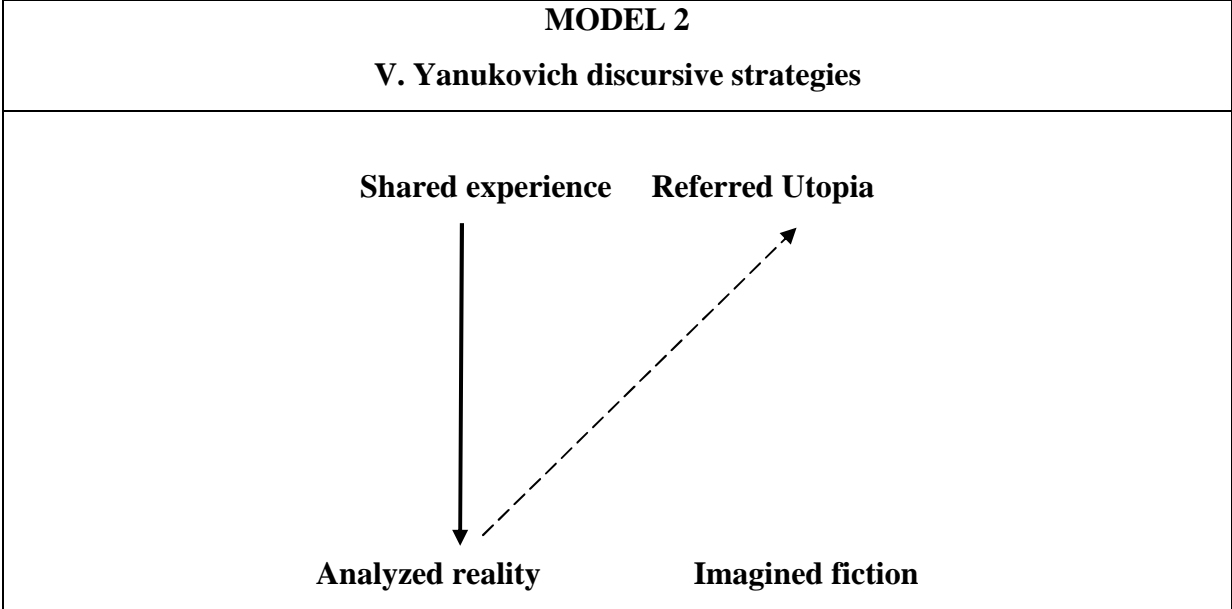 MODEL 2
V. Yanukovich discursive strategies
Shared experience Referred Utopia
Analyzed reality Imagined fiction